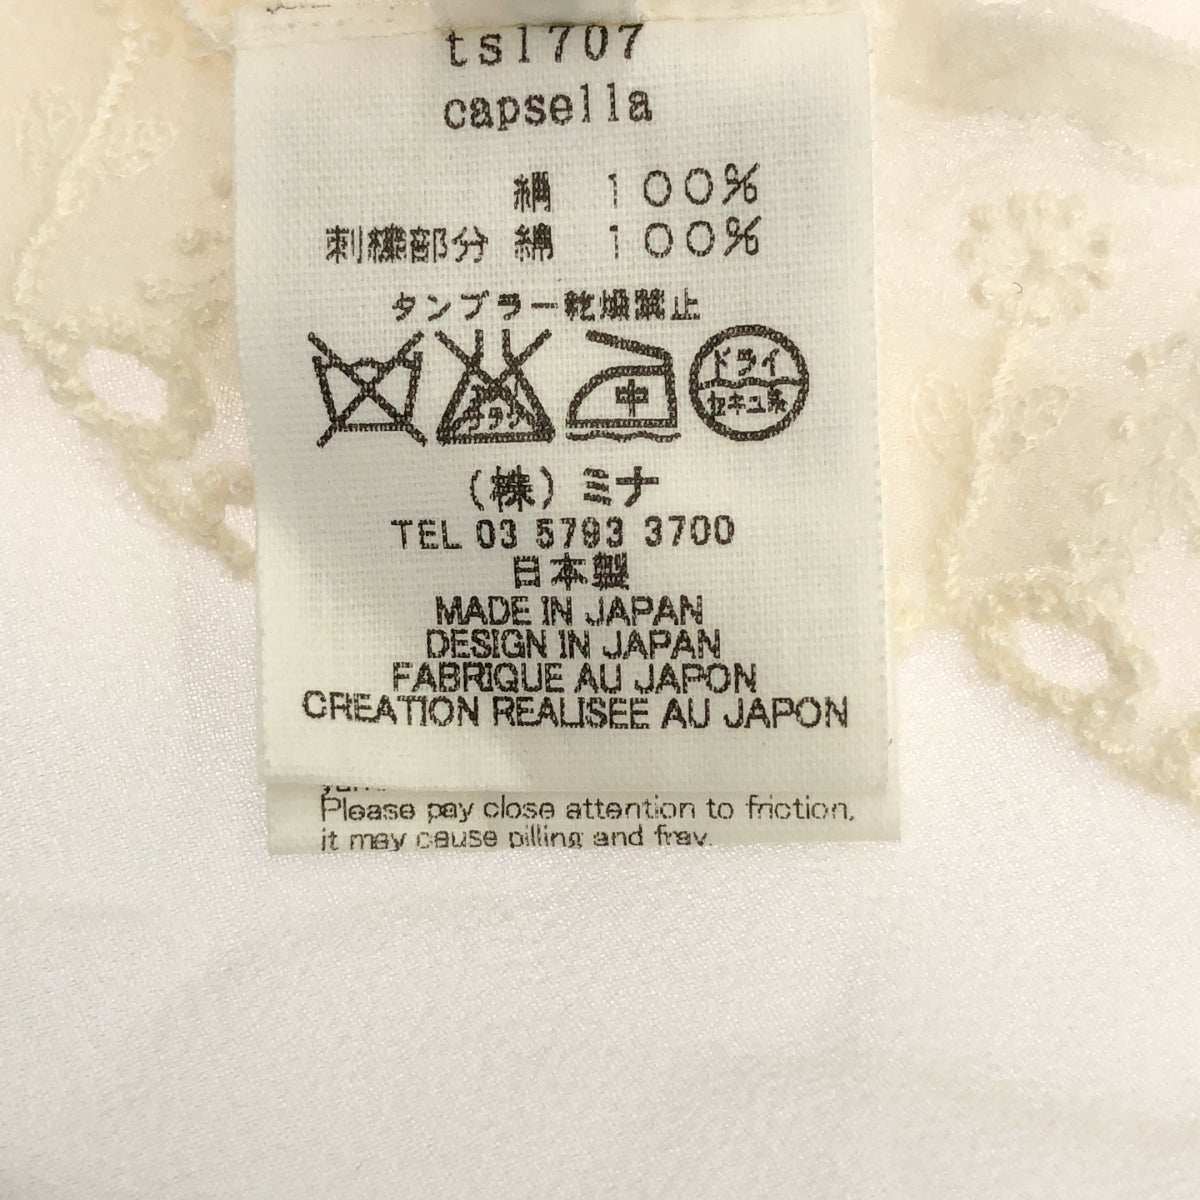 ts1707
capsella
絹 100%
刺繍部分 綿 100%
タンブラー乾燥禁止
中
ドライ
セキユ系
(株)ミナ
TEL 03 5793 3700
日本製
MADE IN JAPAN
DESIGN IN JAPAN
FABRIQUE AU JAPON
CREATION REALISEE AU JAPON
Please pay close attention to friction,
it may cause pilling and fray.